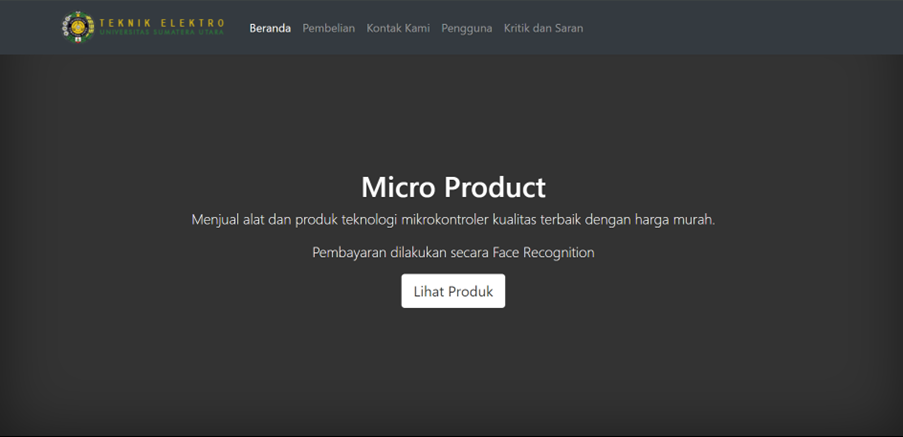 TEKNIK ELEKTRO
UNIVERSITAS SUMATERA UTARA
Beranda Pembelian Kontak Kami Pengguna Kritik dan Saran
Micro Product
Menjual alat dan produk teknologi mikrokontroler kualitas terbaik dengan harga murah.
Pembayaran dilakukan secara Face Recognition
Lihat Produk